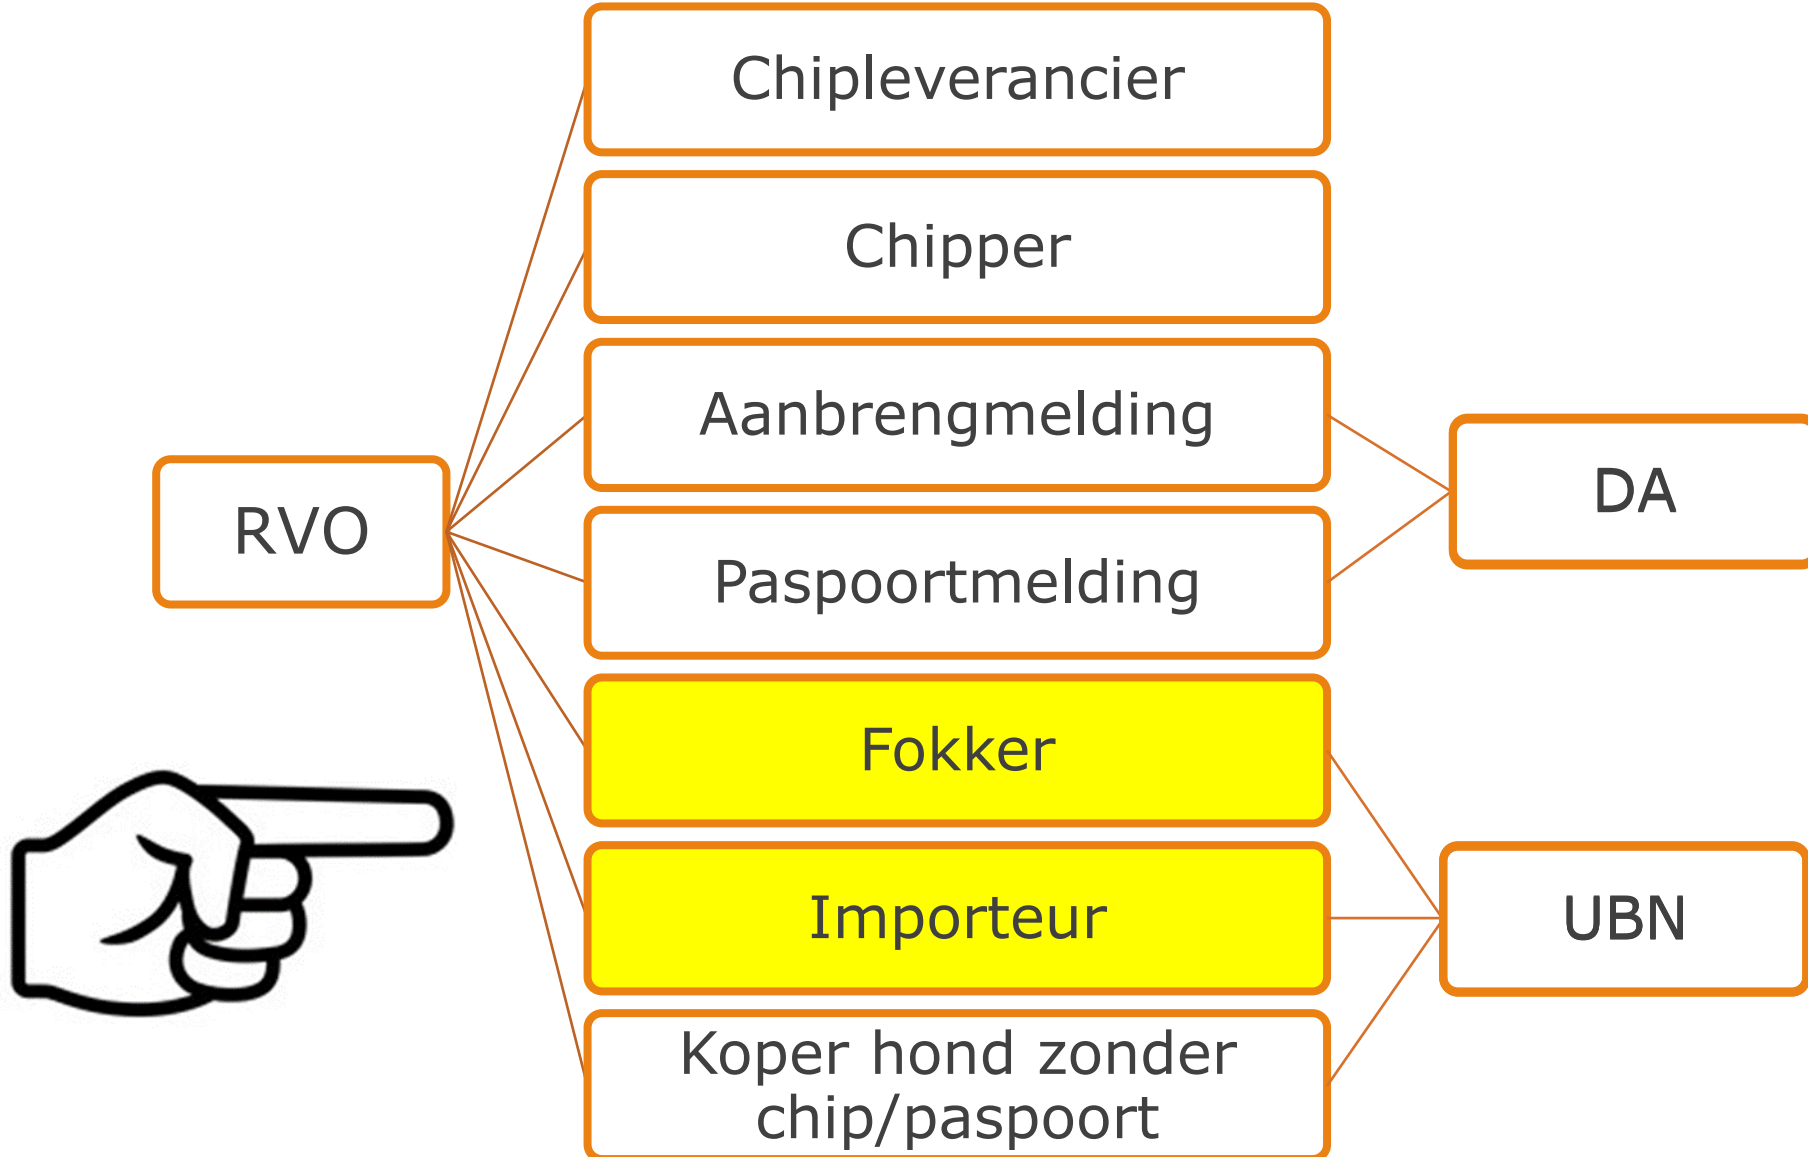 Chipleverancier
Chipper
Aanbrengmelding
DA
RVO
Paspoortmelding
Fokker
Importeur
UBN
Koper hond zonder
chip/paspoort